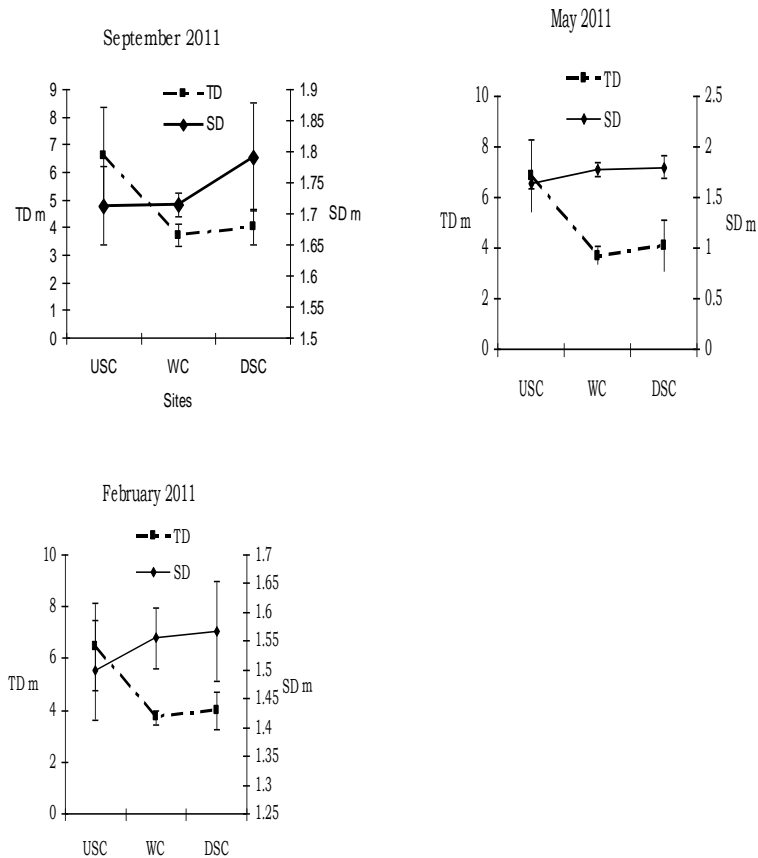 September 2011
TD
SD
9
8
7
6
5
4
3
2
1
0
TD m
1.9
1.85
1.8
1.75
1.7
1.65
1.6
1.55
1.5
SD m
USC WC DSC
Sites
May 2011
TD
SD
10
8
6
4
2
0
TD m
2.5
2
1.5
1
0.5
0
SD m
USC WC DSC
February 2011
TD
SD
10
8
6
4
2
0
TD m
1.7
1.65
1.6
1.55
1.5
1.45
1.4
1.35
1.3
1.25
SD m
USC WC DSC